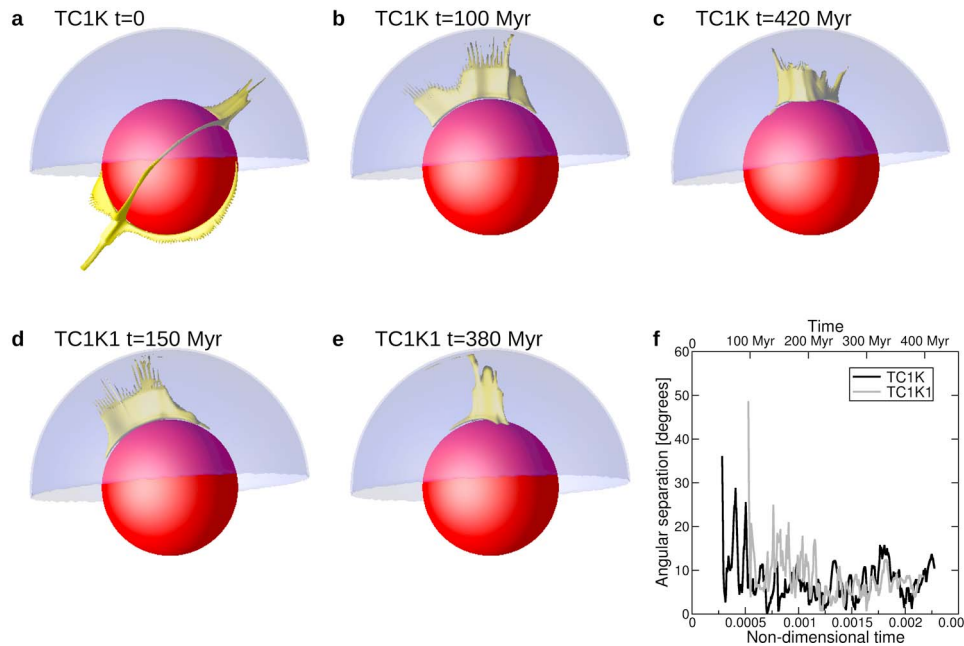 a TC1K t=0
b TC1K t=100 Myr
c TC1K t=420 Myr
d TC1K1 t=150 Myr
e TC1K1 t=380 Myr
f Time
0 100 Myr 200 Myr 300 Myr 400 Myr
60
50
40
30
20
10
0
Angular separation [degrees]
TC1K
TC1K1
0 0.0005 0.001 0.0015 0.002 0.00
Non-dimensional time